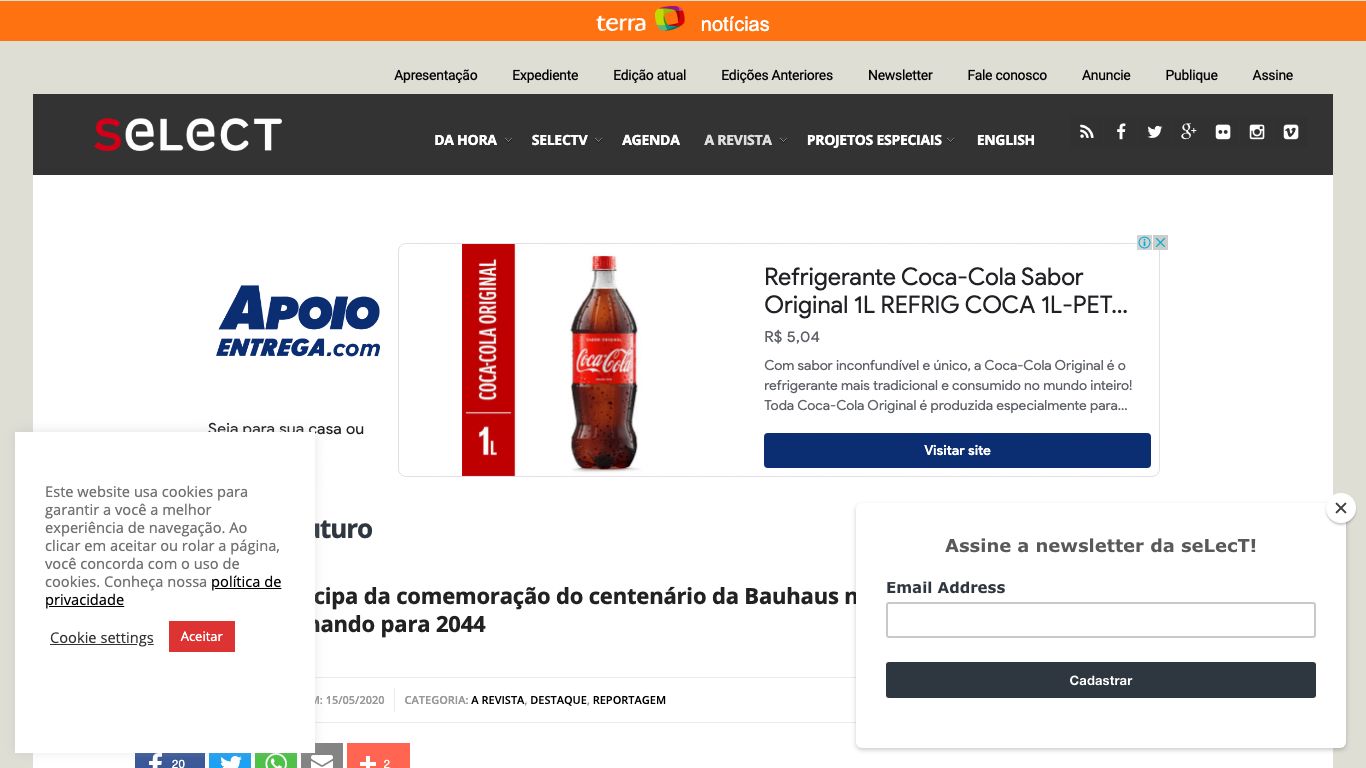 terra notícias
Apresentação Expediente Edição atual Edições Anteriores Newsletter Fale conosco Anuncie Publique Assine
seLecT
DA HORA SELECTV AGENDA A REVISTA PROJETOS ESPECIAIS ENGLISH
APOIO
ENTREGA.com
Seja para sua casa ou
COCA-COLA ORIGINAL
1L
Coca-Cola
Refrigerante Coca-Cola Sabor
Original 1L REFRIG COCA 1L-PET...
R$ 5,04
Com sabor inconfundível e único, a Coca-Cola Original é o
refrigerante mais tradicional e consumido no mundo inteiro!
Toda Coca-Cola Original é produzida especialmente para...
Visitar site
Este website usa cookies para
garantir a você a melhor
experiência de navegação. Ao
clicar em aceitar ou rolar a página,
você concorda com o uso de
cookies. Conheça nossa política de
privacidade
Cookie settings Aceitar
uturo
cipa da comemoração do centenário da Bauhaus
nando para 2044
M: 15/05/2020 CATEGORIA: A REVISTA, DESTAQUE, REPORTAGEM
20
2
Assine a newsletter da seLecT!
Email Address
Cadastrar